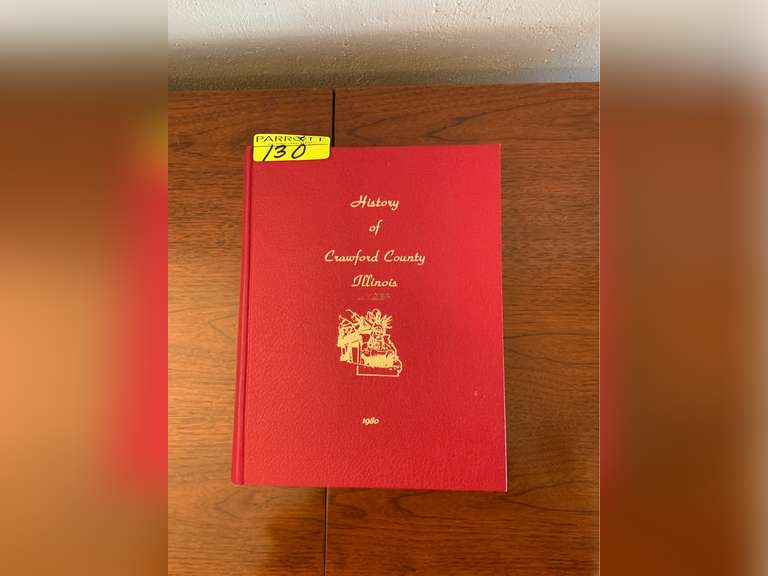 PARROTT
130
History
of
Crawford County
Illinois
1980